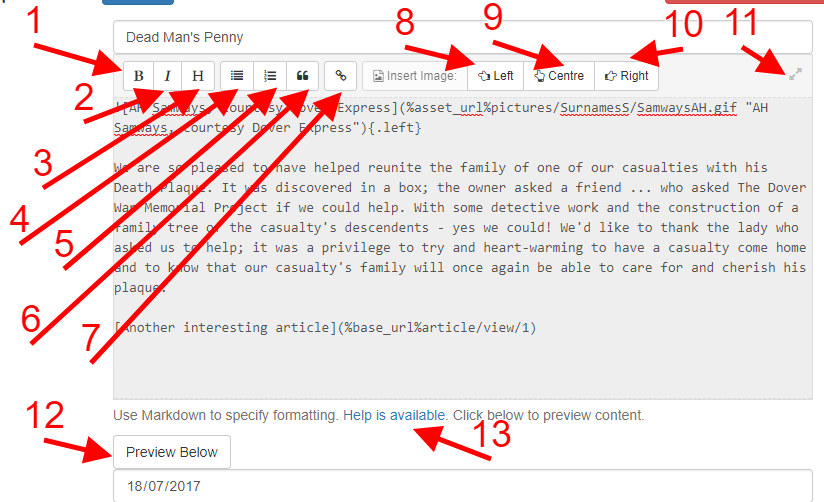 8 9 10 11
1
Dead Man's Penny
B I H Insert Image: Left Centre Right
2
![AH Samways, courtesy Dover Express](%asset_url%pictures/SurnamesS/SamwaysAH.gif "AH
Samways, courtesy Dover Express"){.left}
3
We are so pleased to have helped reunite the family of one of our casualties with his
Death Plaque. It was discovered in a box; the owner asked a friend ... who asked The Dover
4
War Memorial Project if we could help. With some detective work and the construction of a
family tree of the casualty's descendents - yes we could! We'd like to thank the lady who
5
asked us to help; it was a privilege to try and heart-warming to have a casualty come home
and to know that our casualty's family will once again be able to care for and cherish his
plaque.
6
7
[Another interesting article](%base_url%article/view/1)
12
Use Markdown to specify formatting. Help is available. Click below to preview content.
13
Preview Below
18/07/2017